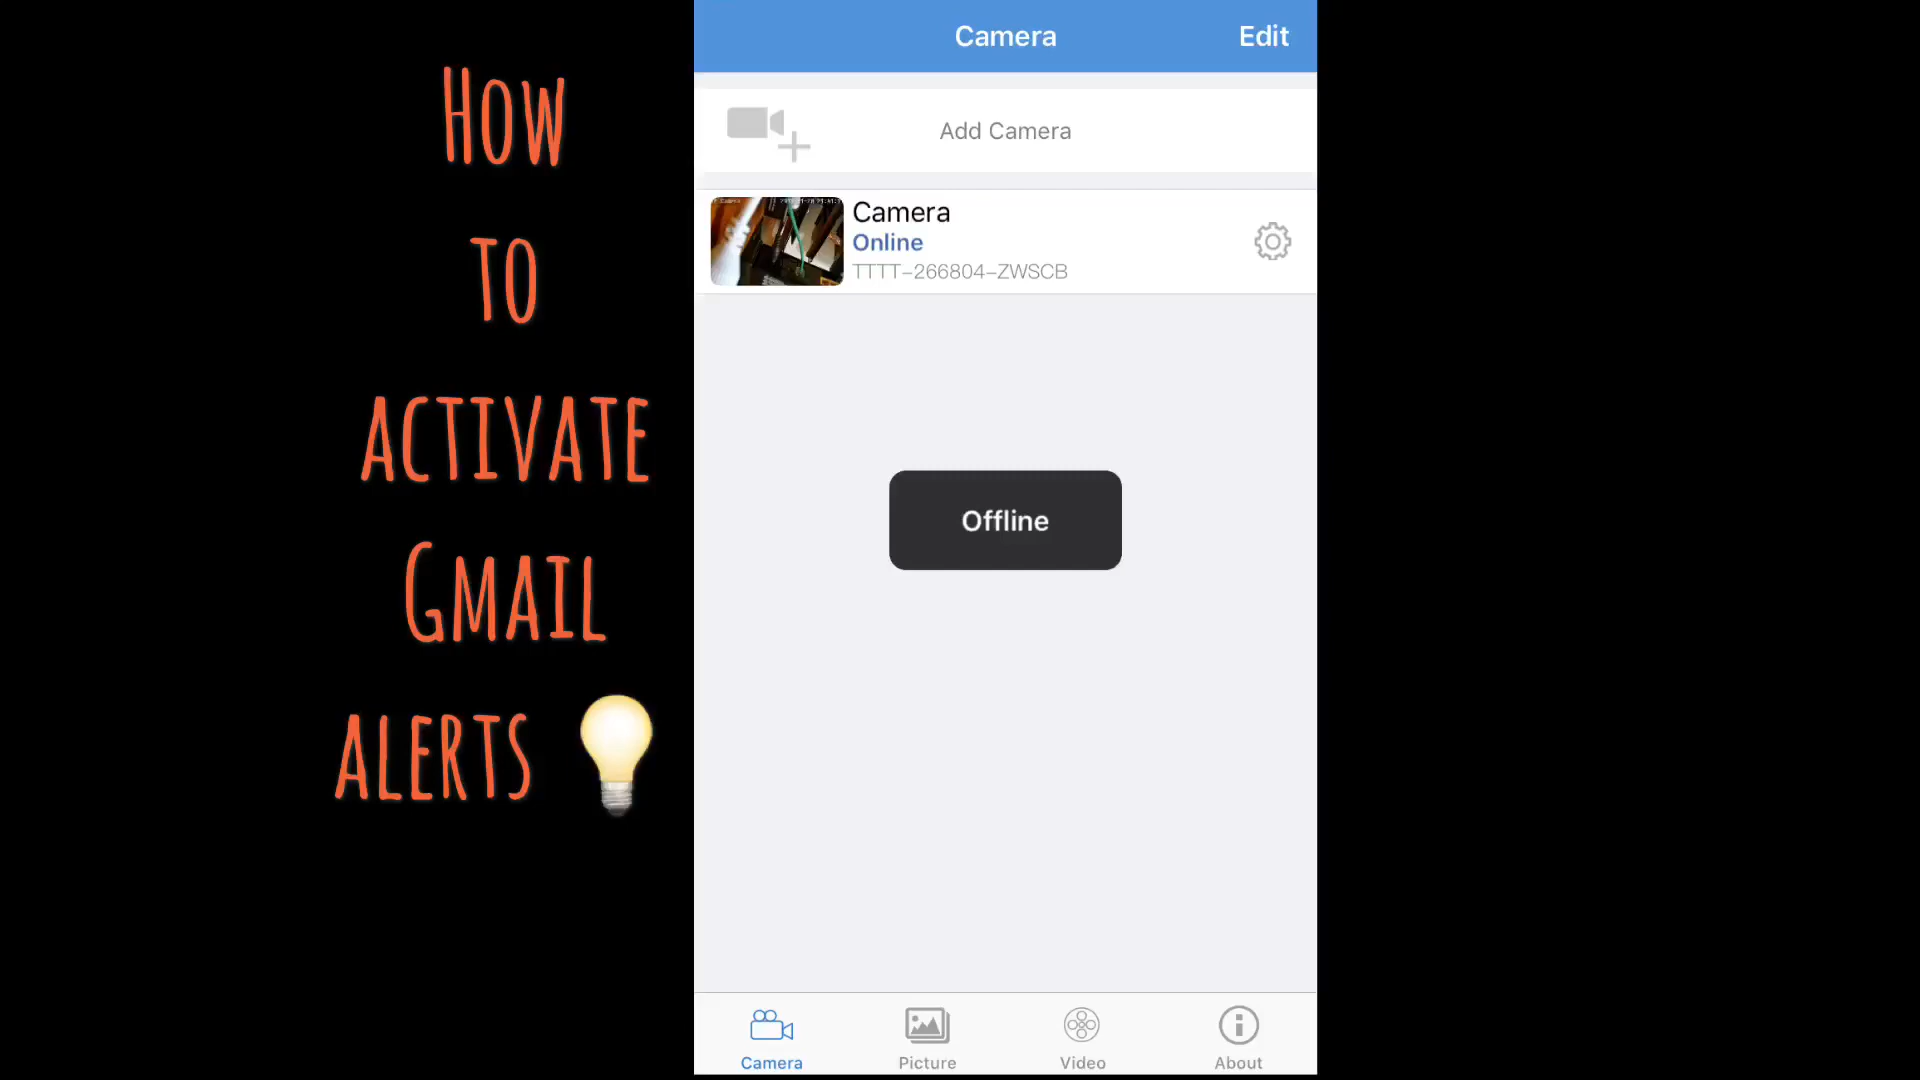 How
to
activate
Gmail
alerts
Camera
Edit
Add Camera
Camera
Online
TTTT-266804-ZWSCB
Offline
Camera
Picture
Video
About